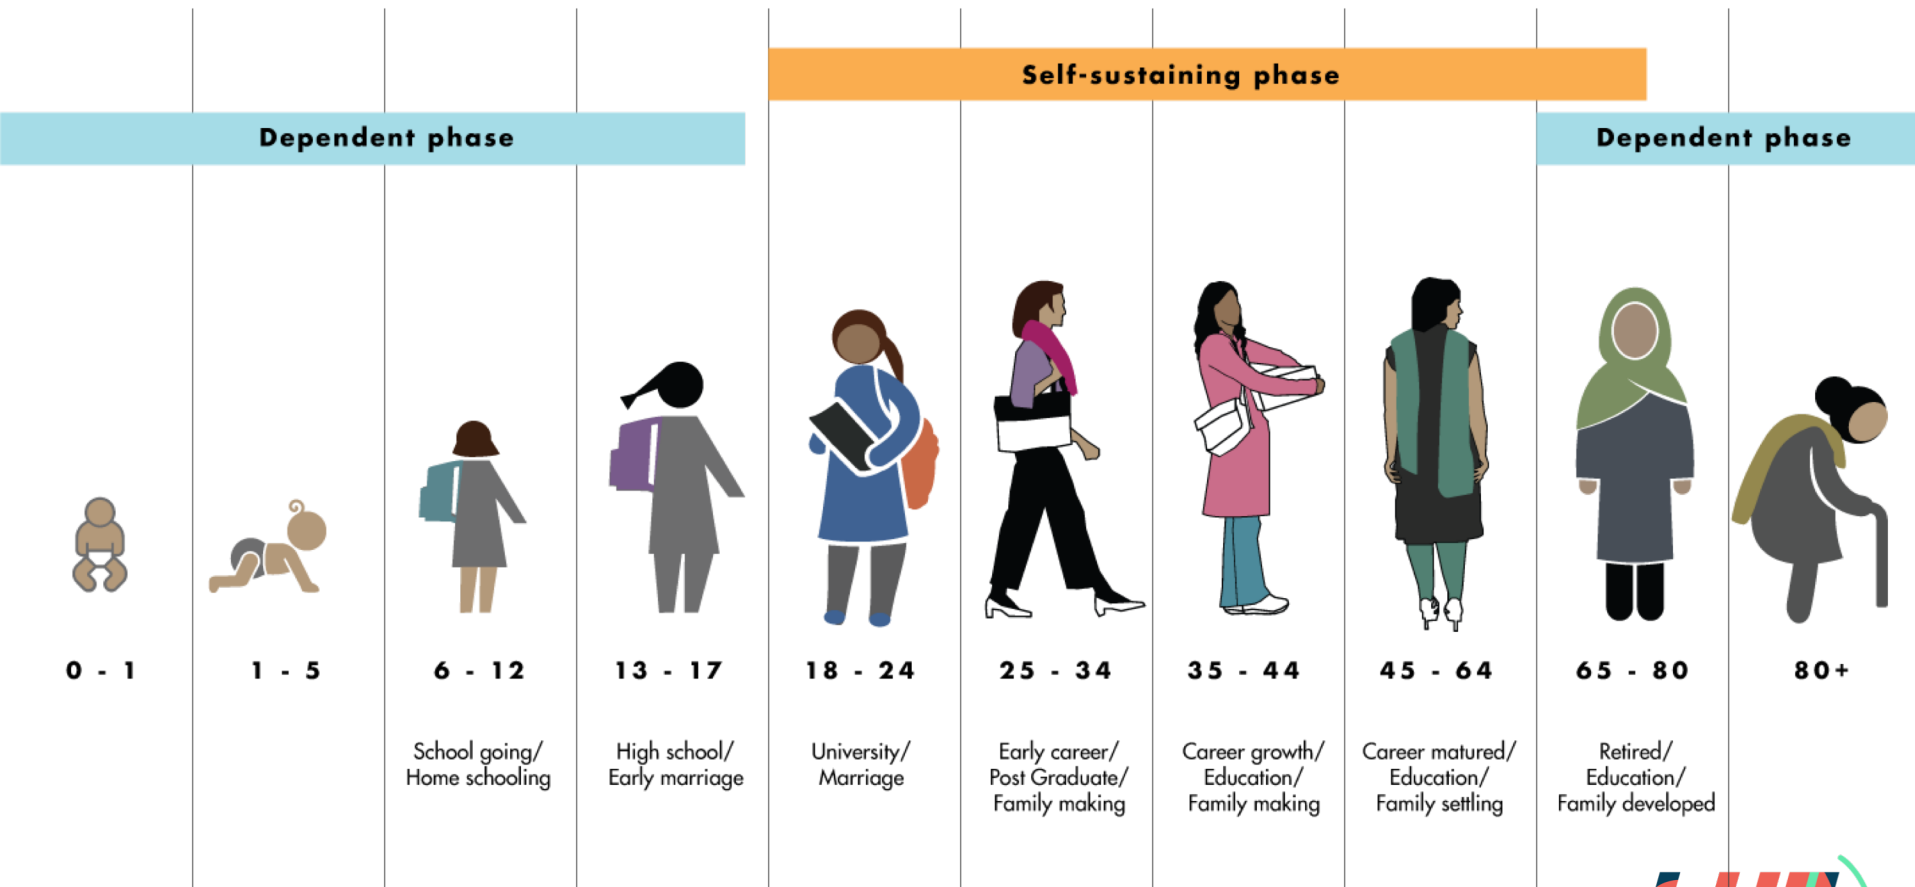 Self-sustaining phase
Dependent phase
Dependent phase
0 - 1
1 - 5
6 - 12
13 - 17
18 - 24
25 - 34
35 - 44
45 - 64
65 - 80
80+
School going/
Home schooling
High school/
Early marriage
University/
Marriage
Early career/
Post Graduate/
Family making
Career growth/
Education/
Family making
Career matured/
Education/
Family settling
Retired/
Education/
Family developed